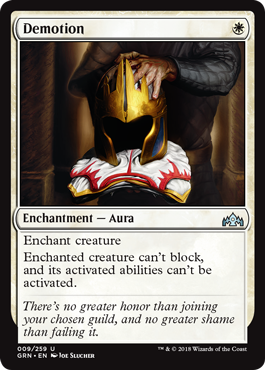 Demotion
Enchantment — Aura
Enchant creature
Enchanted creature can't block,
and its activated abilities can't be
activated.
There's no greater honor than joining
your chosen guild, and no greater shame
than failing it.
009/259 U
GRN • EN Joe Slucher
™ & © 2018 Wizards of the Coast